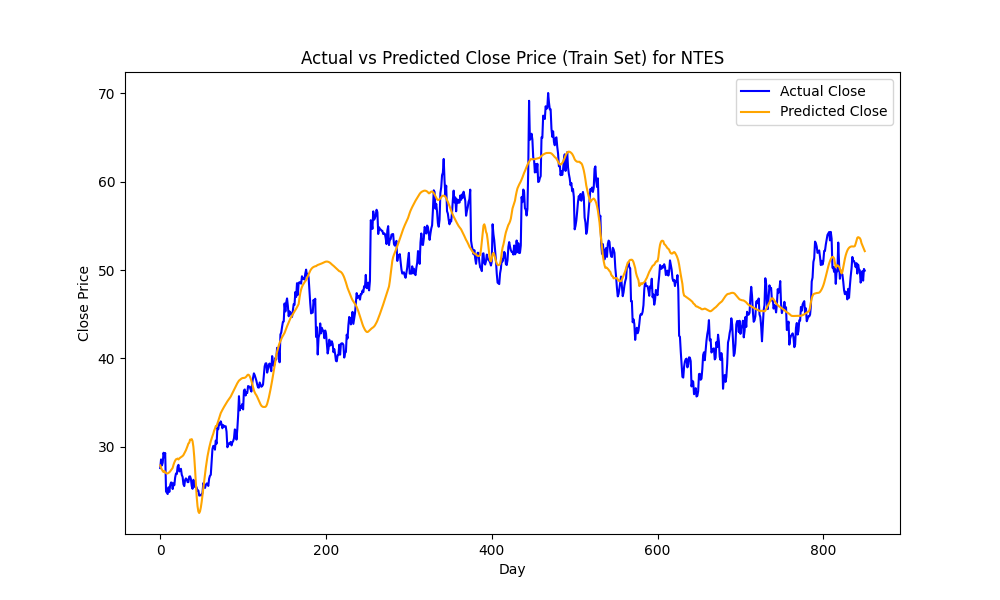 Actual vs Predicted Close Price (Train Set) for NTES
Actual Close
Predicted Close
Close Price
70
60
50
40
30
0 200 400 600 800
Day